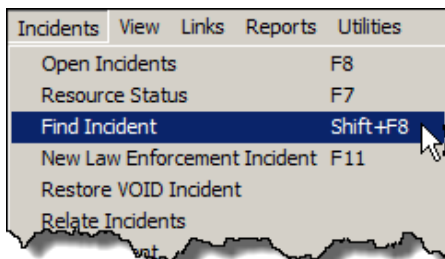 Incidents View Links Reports Utilities
Open Incidents F8
Resource Status F7
Find Incident Shift+F8
New Law Enforcement Incident F11
Restore VOID Incident
Relate Incidents